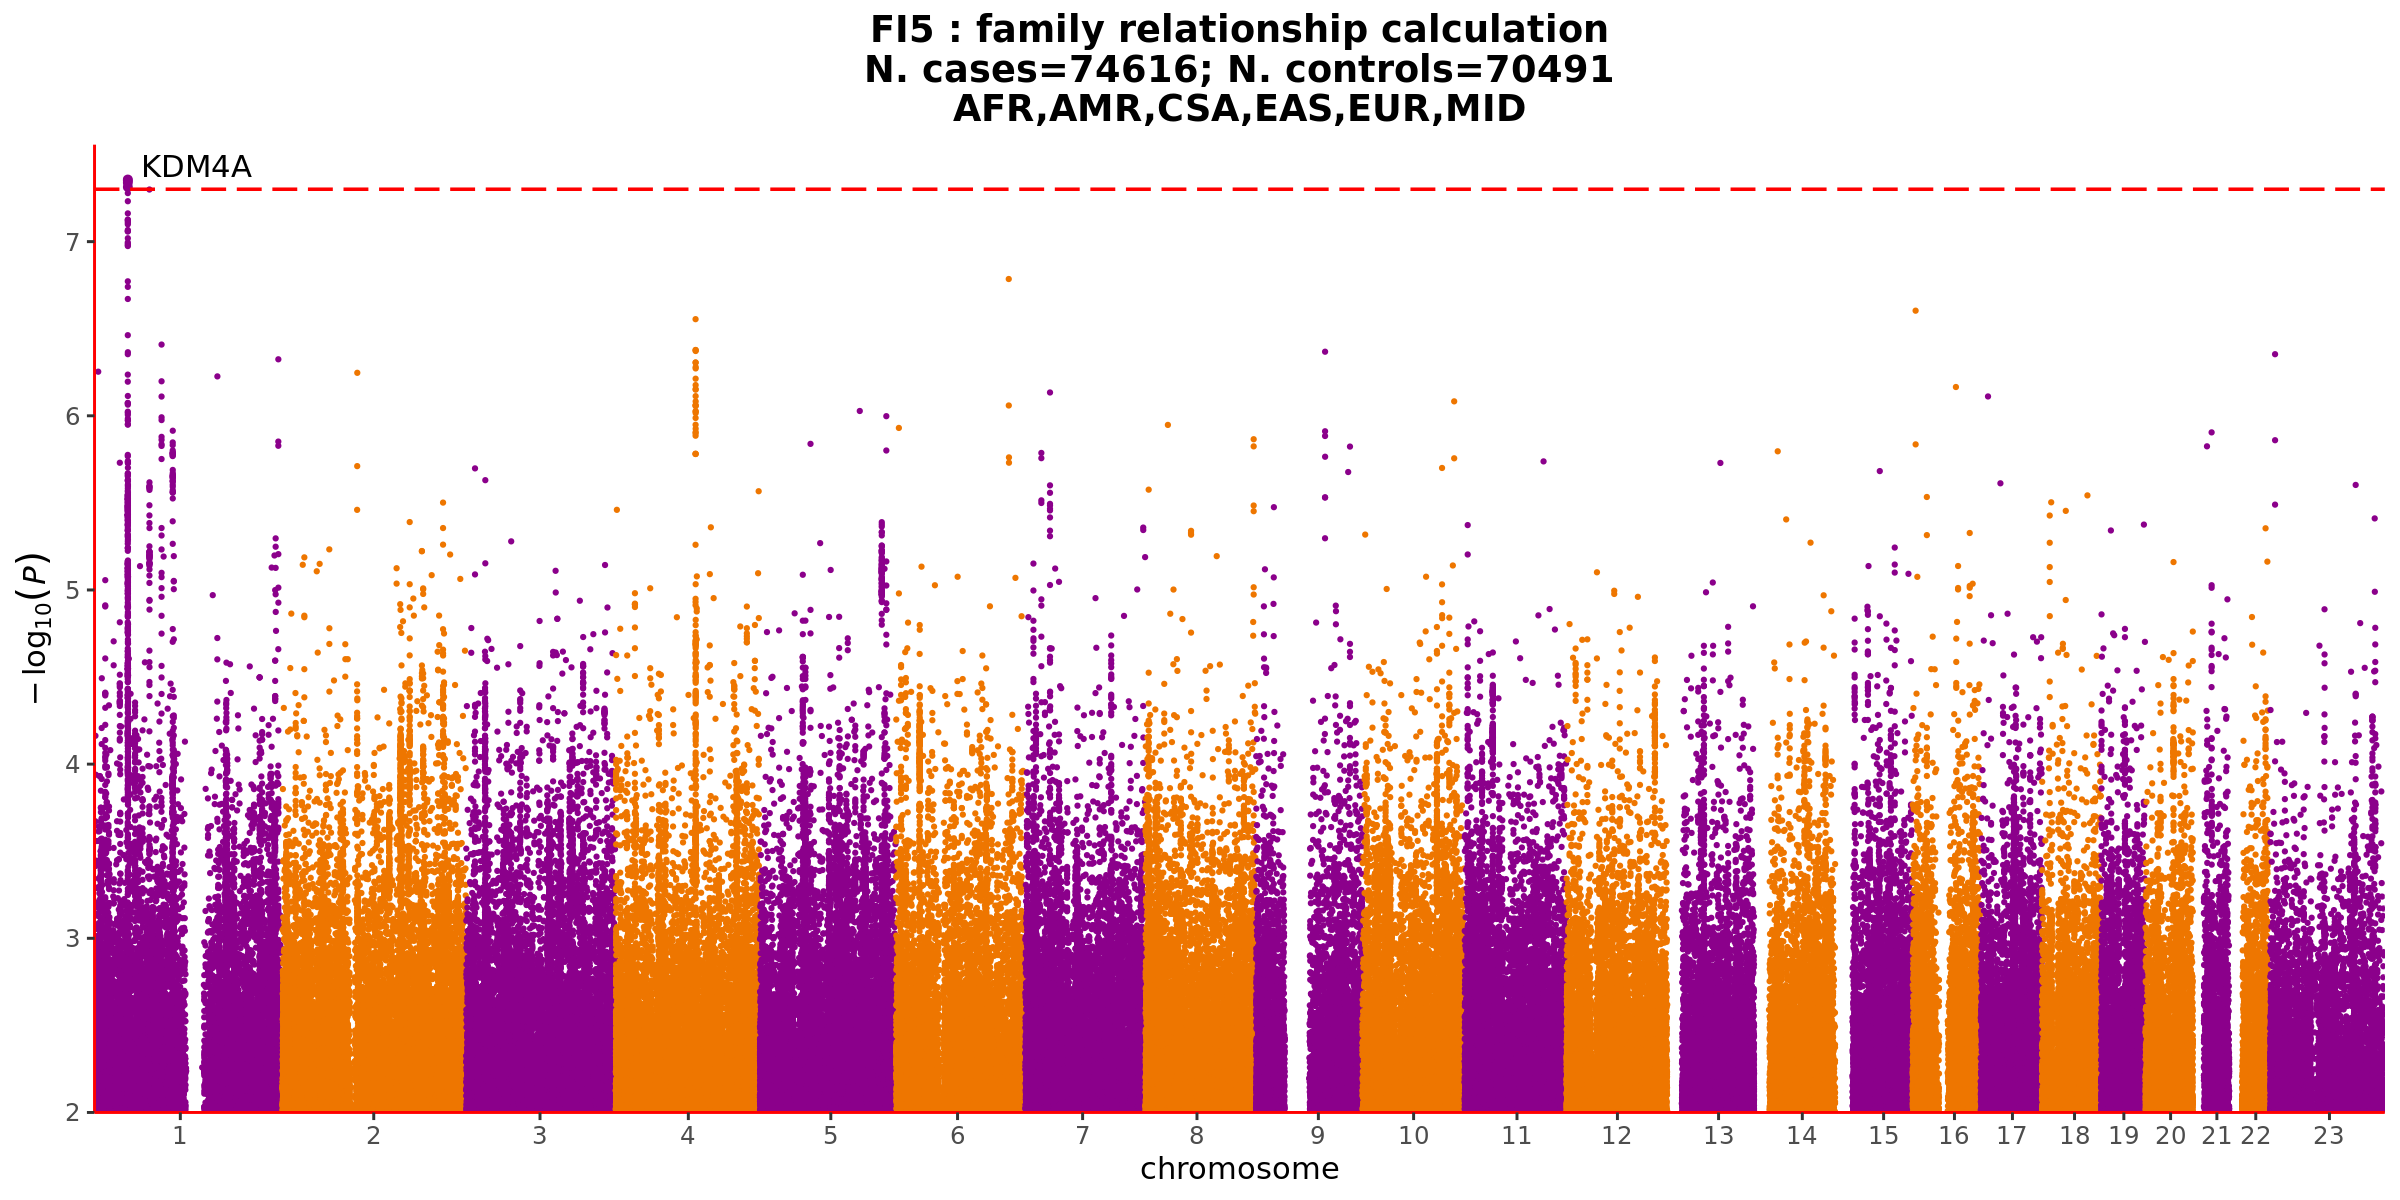 FI5 : family relationship calculation
N. cases=74616; N. controls=70491
AFR,AMR,CSA,EAS,EUR,MID
KDM4A
−log10(P)
7
6
5
4
3
2
1 2 3 4 5 6 7 8 9 10 11 12 13 14 15 16 17 18 19 20 21 22 23
chromosome